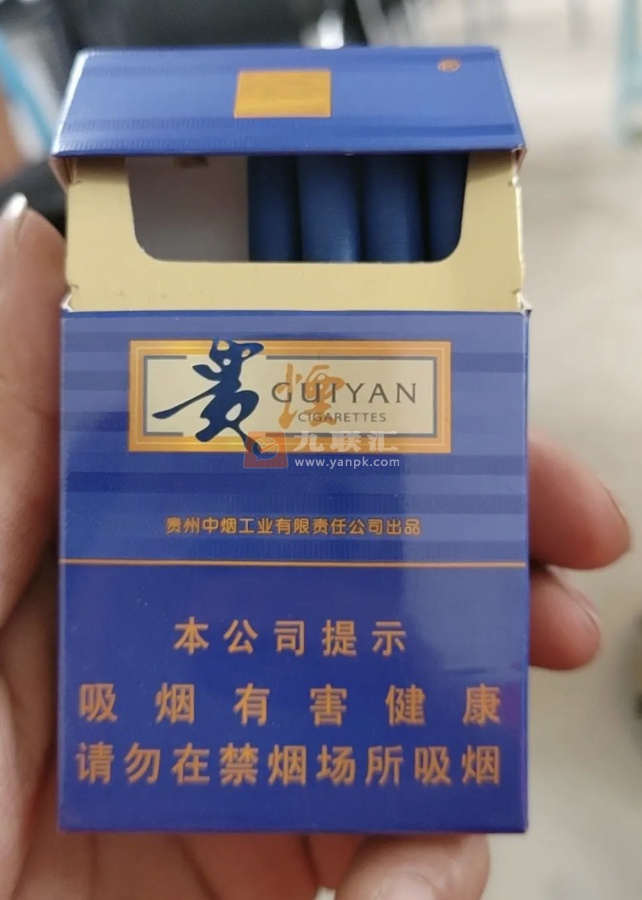 ®
贵烟 GUIYAN
CIGARETTES
九联汇
www.yanpk.com
贵州中烟工业有限责任公司出品
本公司提示
吸烟有害健康
请勿在禁烟场所吸烟